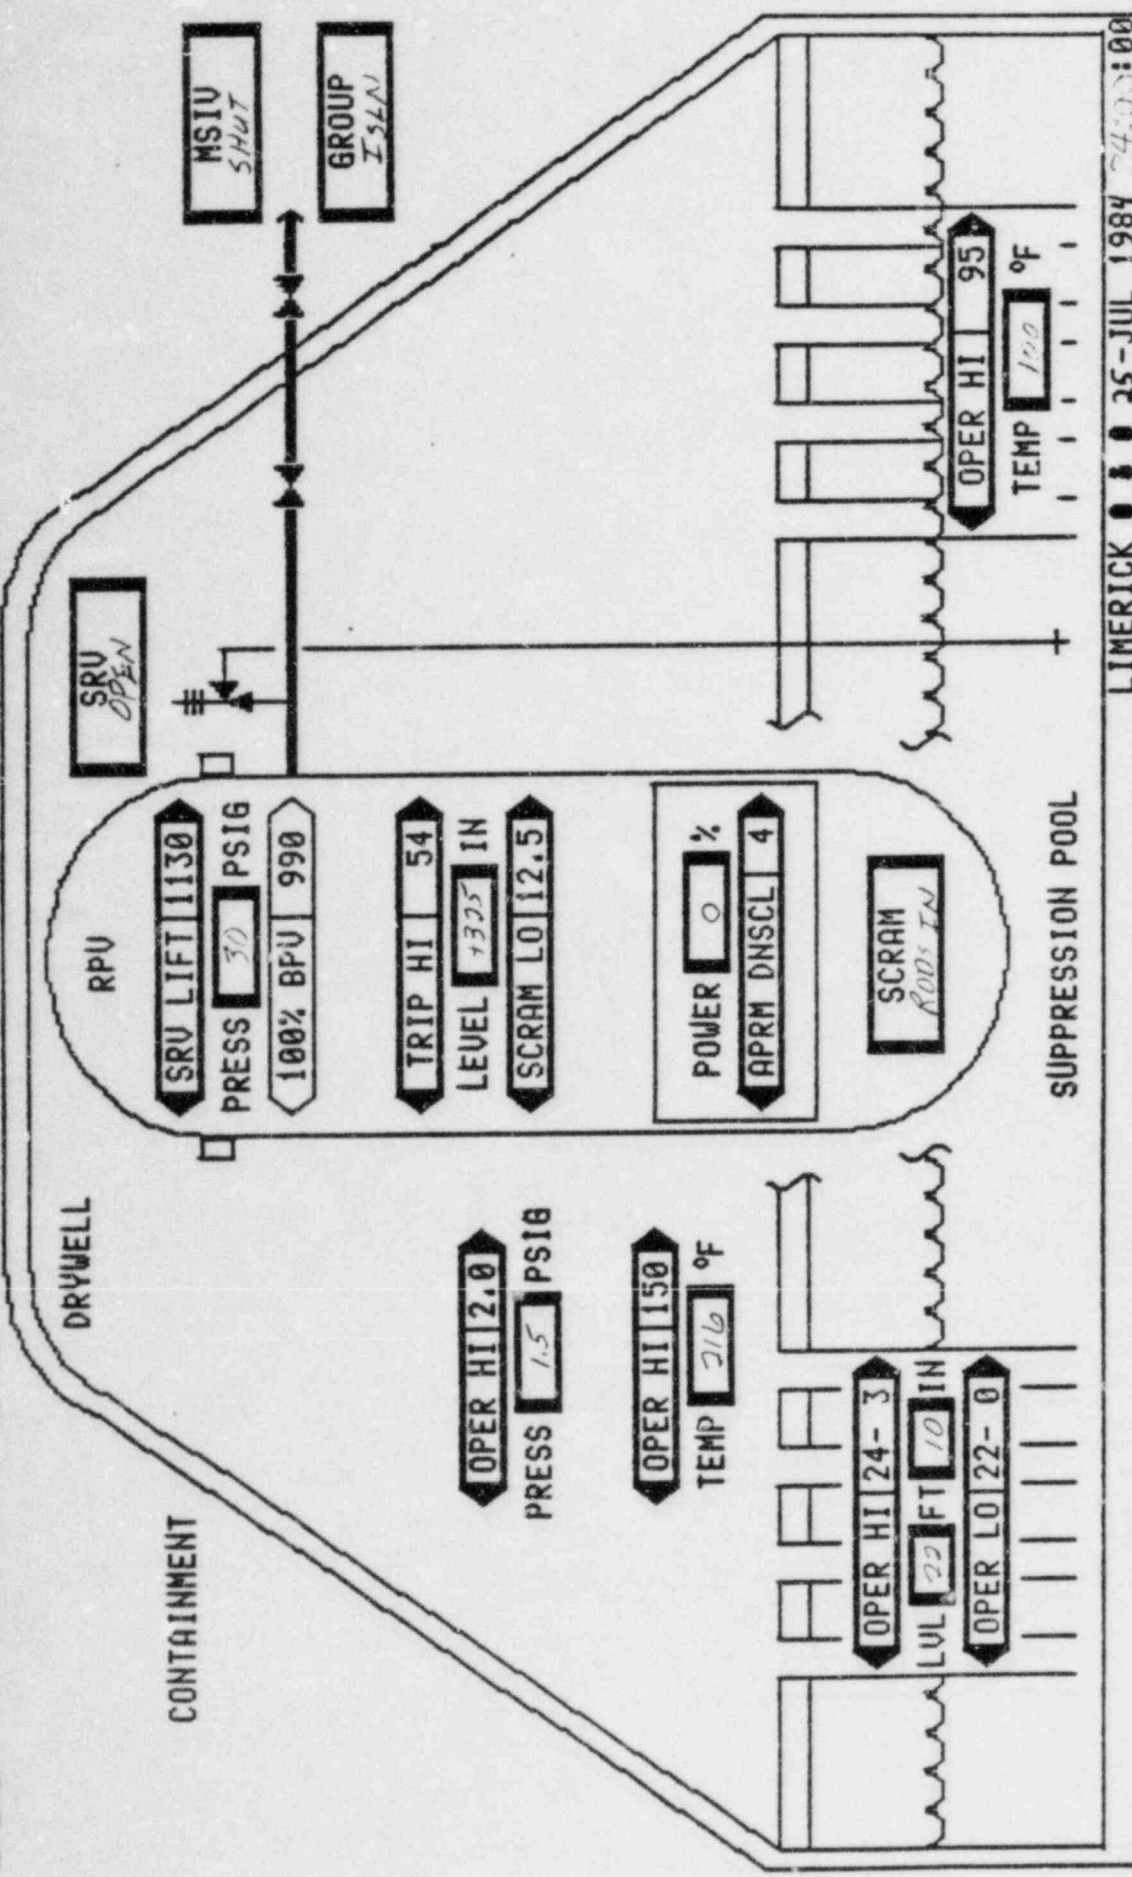 CONTAINMENT
DRYWELL
RPV
SRV
OPEN
MSIV
SHUT
GROUP
ISLN
SRV LIFT 1130
PRESS 30 PSIG
100% BPV 990
TRIP HI 54
LEVEL +325 IN
SCRAM LO 12.5
POWER 0 %
APRM DNSCL 4
SCRAM
RODS IN
OPER HI 2.0
PRESS 1.5 PSIG
OPER HI 150
TEMP 216 °F
OPER HI 24- 3
LVL 22 FT 10 IN
OPER LO 22- 0
OPER HI 95
TEMP 100 °F
SUPPRESSION POOL
LIMERICK 25-JUL 1984 :00